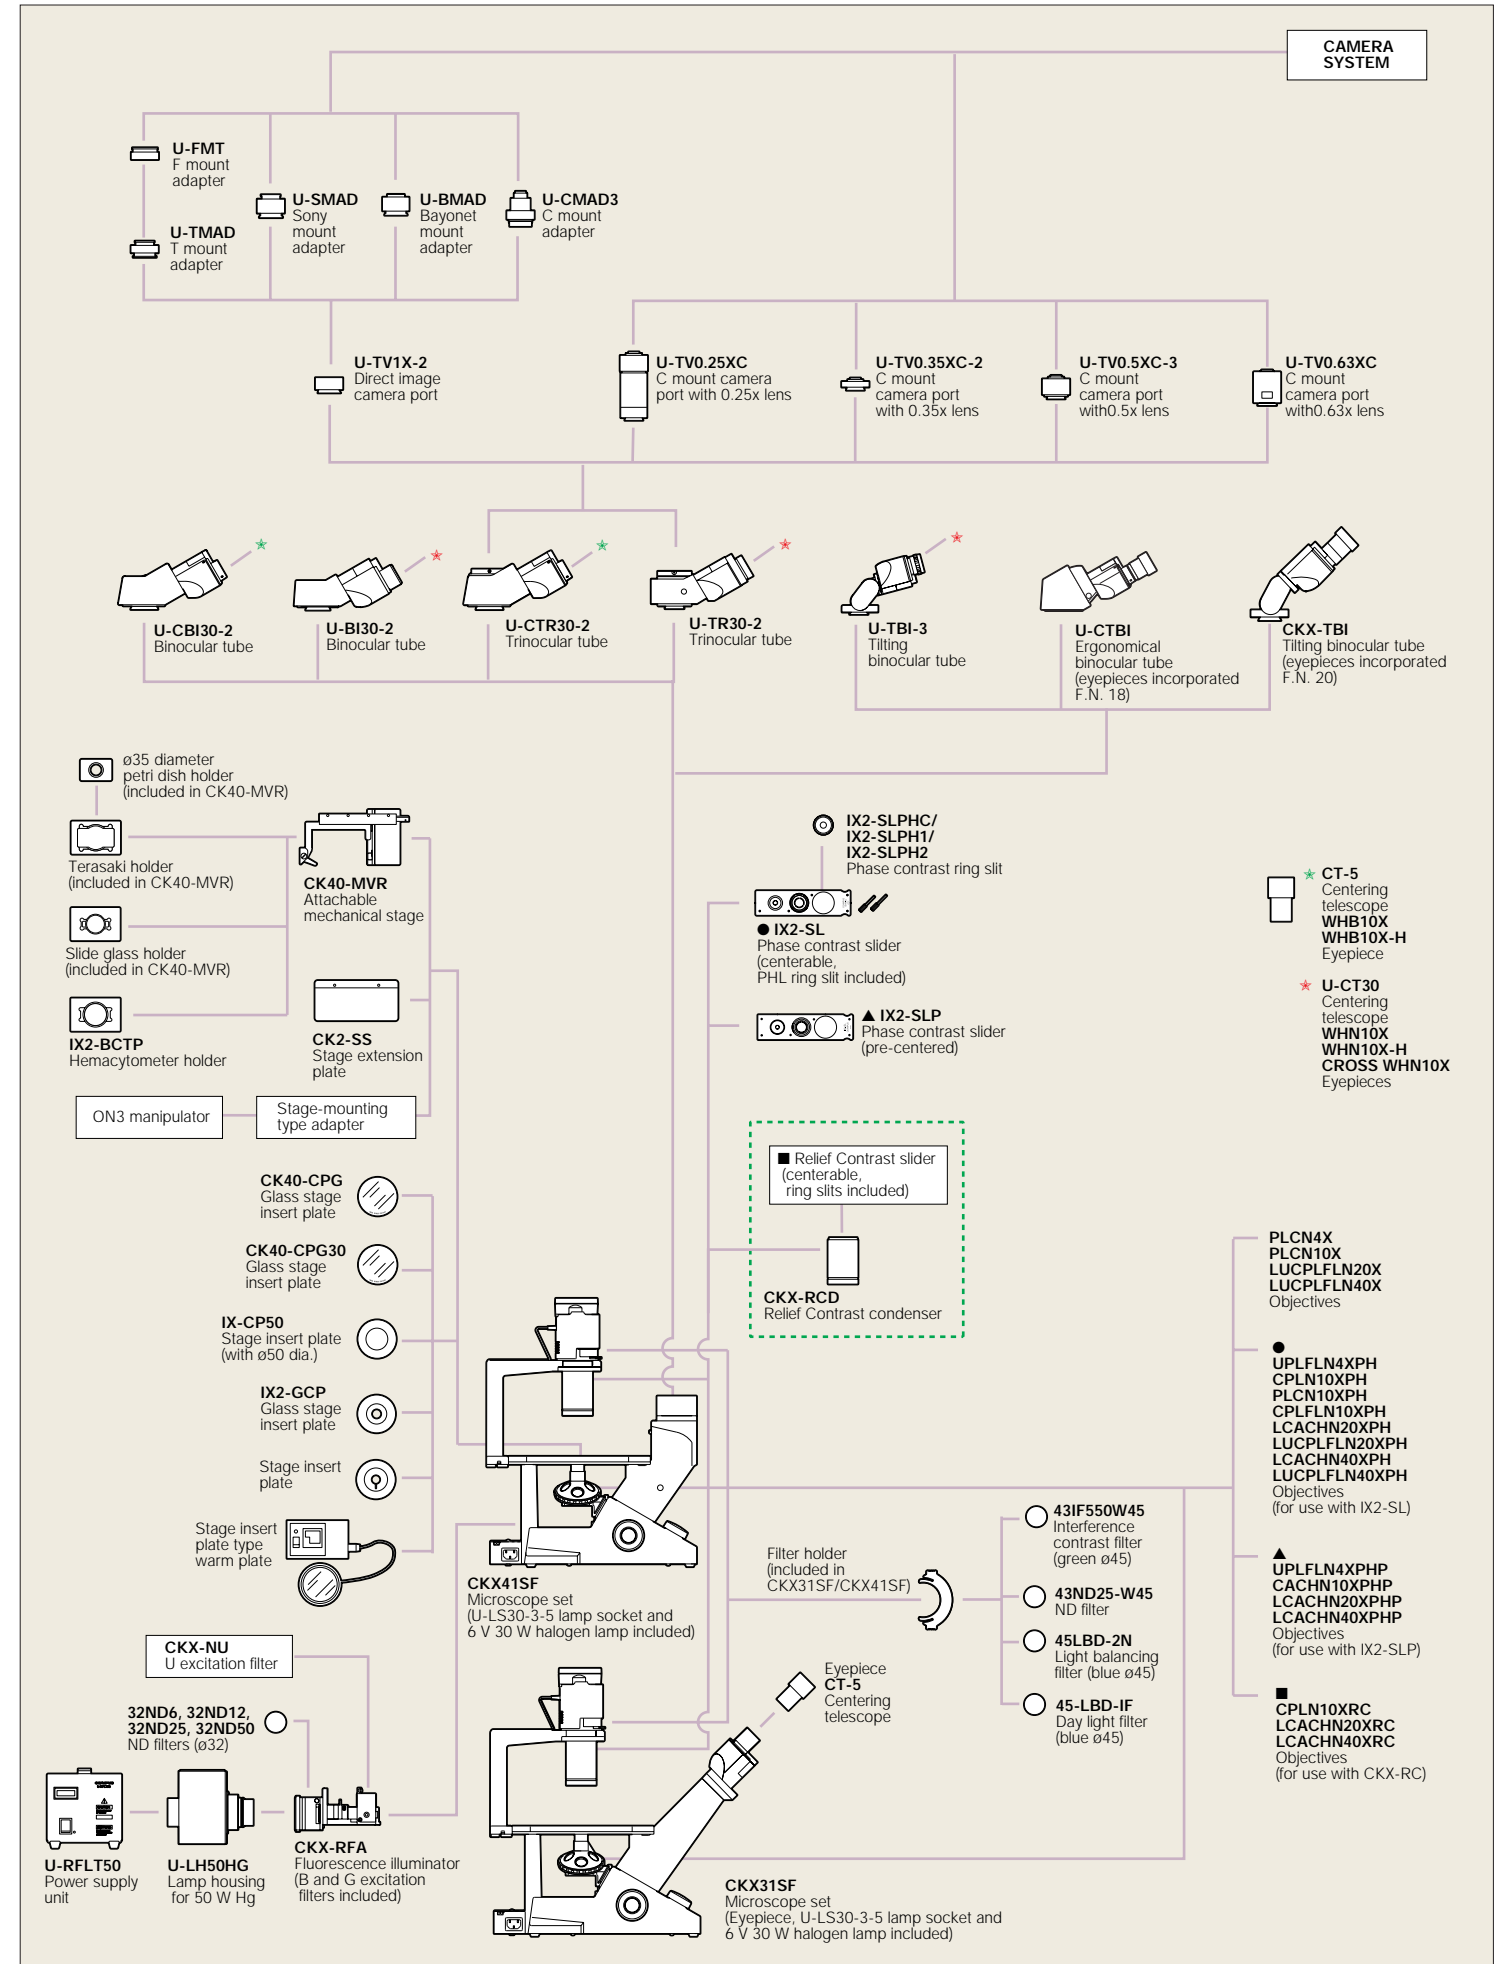 CAMERA
SYSTEM
U-FMT
F mount
adapter
U-TMAD
T mount
adapter
U-SMAD
Sony
mount
adapter
U-BMAD
Bayonet
mount
adapter
U-CMAD3
C mount
adapter
U-TV1X-2
Direct image
camera port
U-TV0.25XC
C mount camera
port with 0.25x lens
U-TV0.35XC-2
C mount
camera port
with 0.35x lens
U-TV0.5XC-3
C mount
camera port
with0.5x lens
U-TV0.63XC
C mount
camera port
with0.63x lens
U-CBI30-2
Binocular tube
U-BI30-2
Binocular tube
U-CTR30-2
Trinocular tube
U-TR30-2
Trinocular tube
U-TBI-3
Tilting
binocular tube
U-CTBI
Ergonomical
binocular tube
(eyepieces incorporated
F.N. 18)
CKX-TBI
Tilting binocular tube
(eyepieces incorporated
F.N. 20)
ø35 diameter
petri dish holder
(included in CK40-MVR)
Terasaki holder
(included in CK40-MVR)
Slide glass holder
(included in CK40-MVR)
IX2-BCTP
Hemacytometer holder
CK40-MVR
Attachable
mechanical stage
CK2-SS
Stage extension
plate
ON3 manipulator
Stage-mounting
type adapter
IX2-SLPHC/
IX2-SLPH1/
IX2-SLPH2
Phase contrast ring slit
● IX2-SL
Phase contrast slider
(centerable,
PHL ring slit included)
▲ IX2-SLP
Phase contrast slider
(pre-centered)
■ Relief Contrast slider
(centerable,
ring slits included)
CKX-RCD
Relief Contrast condenser
CT-5
Centering
telescope
WHB10X
WHB10X-H
Eyepiece
U-CT30
Centering
telescope
WHN10X
WHN10X-H
CROSS WHN10X
Eyepieces
CK40-CPG
Glass stage
insert plate
CK40-CPG30
Glass stage
insert plate
IX-CP50
Stage insert plate
(with ø50 dia.)
IX2-GCP
Glass stage
insert plate
Stage insert
plate
Stage insert
plate type
warm plate
PLCN4X
PLCN10X
LUCPLFLN20X
LUCPLFLN40X
Objectives
●
UPLFLN4XPH
CPLN10XPH
PLCN10XPH
CPLFLN10XPH
LCACHN20XPH
LUCPLFLN20XPH
LCACHN40XPH
LUCPLFLN40XPH
Objectives
(for use with IX2-SL)
▲
UPLFLN4XPHP
CACHN10XPHP
LCACHN20XPHP
LCACHN40XPHP
Objectives
(for use with IX2-SLP)
■
CPLN10XRC
LCACHN20XRC
LCACHN40XRC
Objectives
(for use with CKX-RC)
CKX41SF
Microscope set
(U-LS30-3-5 lamp socket and
6 V 30 W halogen lamp included)
Filter holder
(included in
CKX31SF/CKX41SF)
43IF550W45
Interference
contrast filter
(green ø45)
43ND25-W45
ND filter
45LBD-2N
Light balancing
filter (blue ø45)
45-LBD-IF
Day light filter
(blue ø45)
CKX-NU
U excitation filter
32ND6, 32ND12,
32ND25, 32ND50
ND filters (ø32)
Eyepiece
CT-5
Centering
telescope
U-RFLT50
Power supply
unit
U-LH50HG
Lamp housing
for 50 W Hg
CKX-RFA
Fluorescence illuminator
(B and G excitation
filters included)
CKX31SF
Microscope set
(Eyepiece, U-LS30-3-5 lamp socket and
6 V 30 W halogen lamp included)